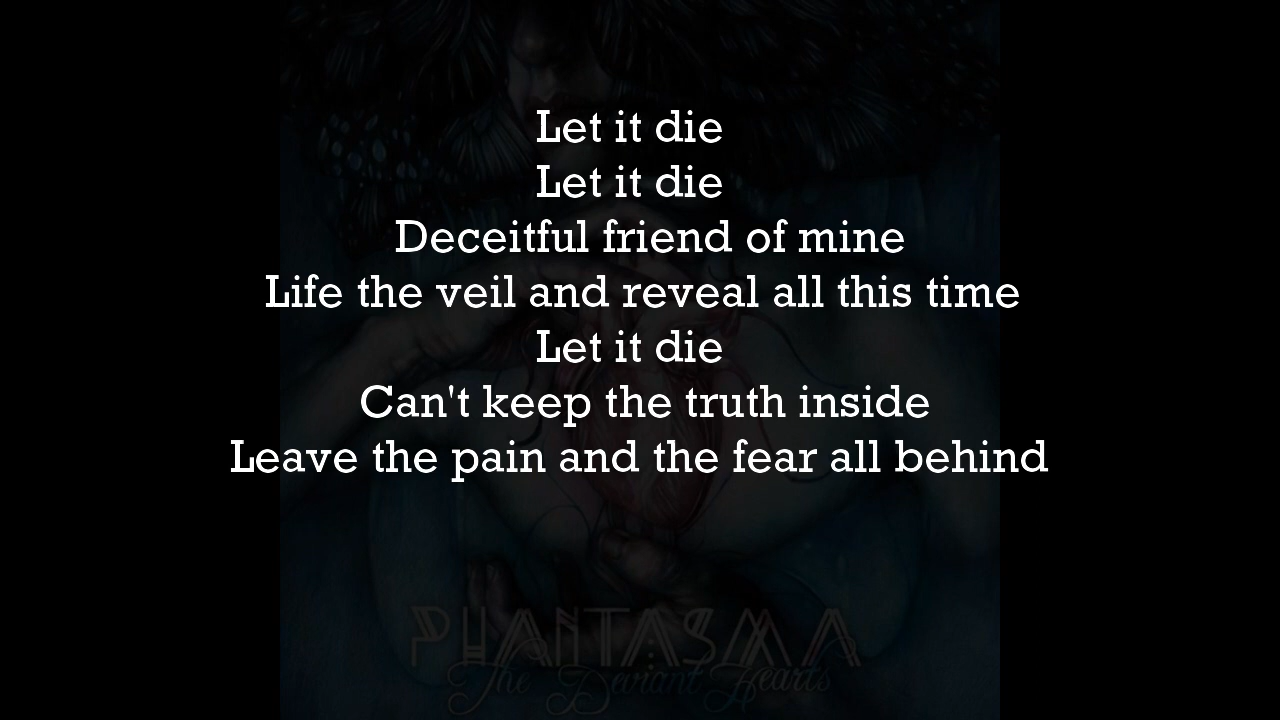 Let it die
Let it die
Deceitful friend of mine
Life the veil and reveal all this time
Let it die
Can't keep the truth inside
Leave the pain and the fear all behind
PHANTASMA
The Deviant Hearts